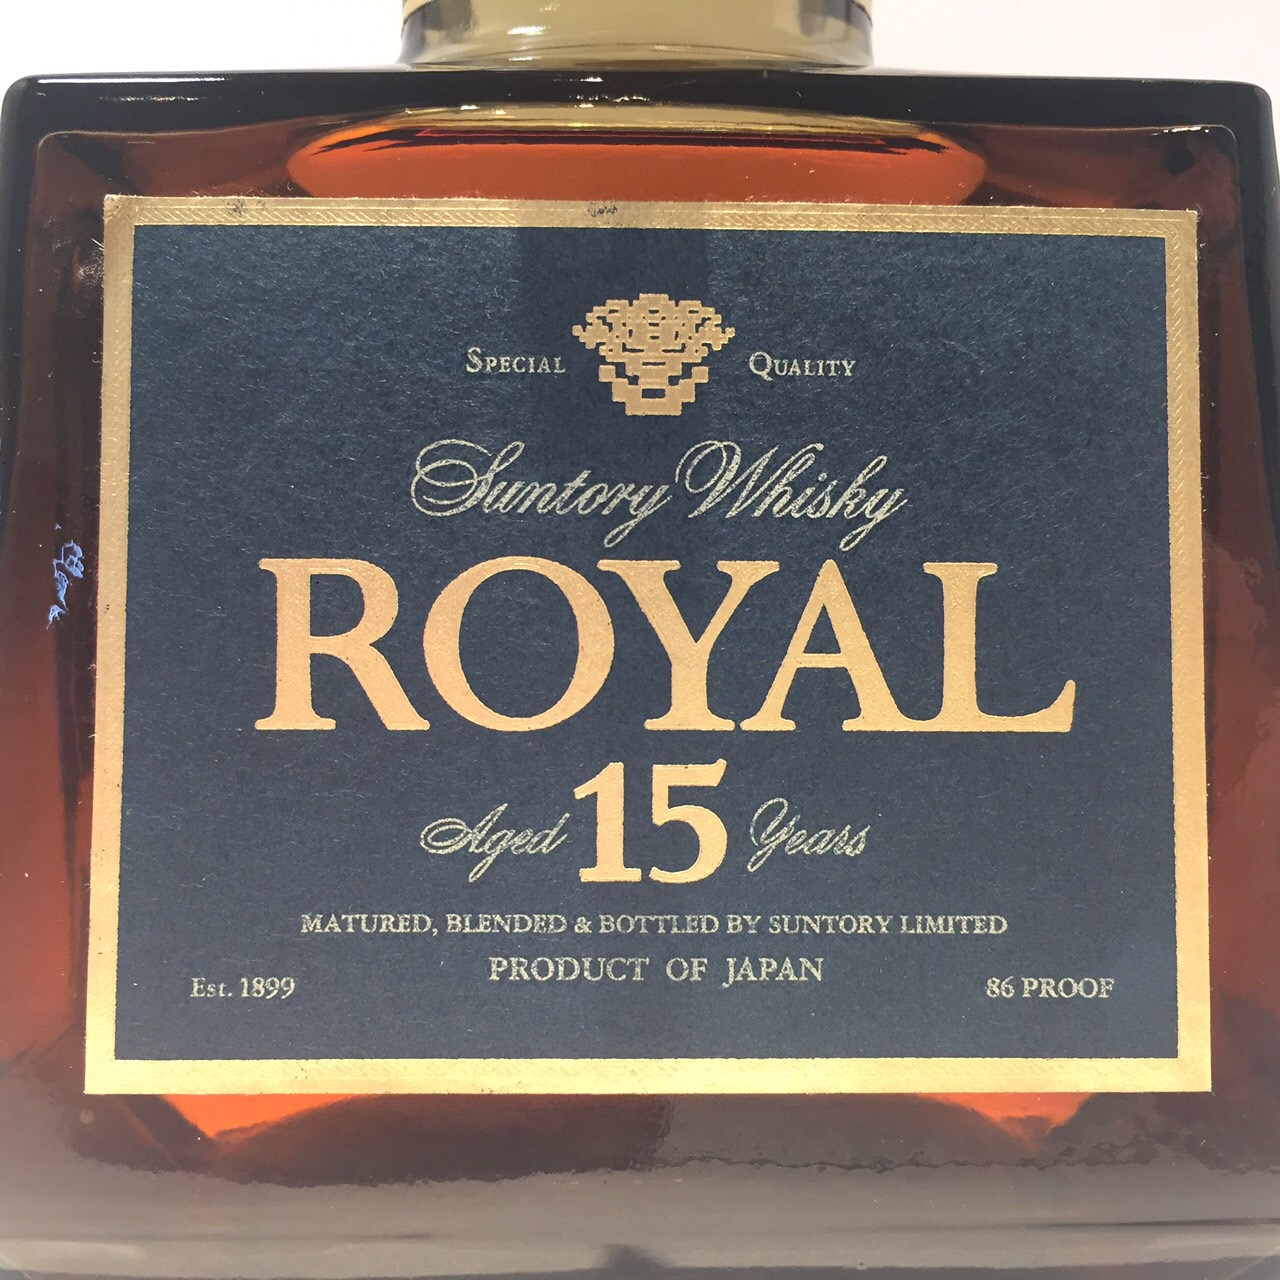 SPECIAL QUALITY
Suntory Whisky
ROYAL
Aged 15 Years
MATURED, BLENDED & BOTTLED BY SUNTORY LIMITED
PRODUCT OF JAPAN
Est. 1899 86 PROOF